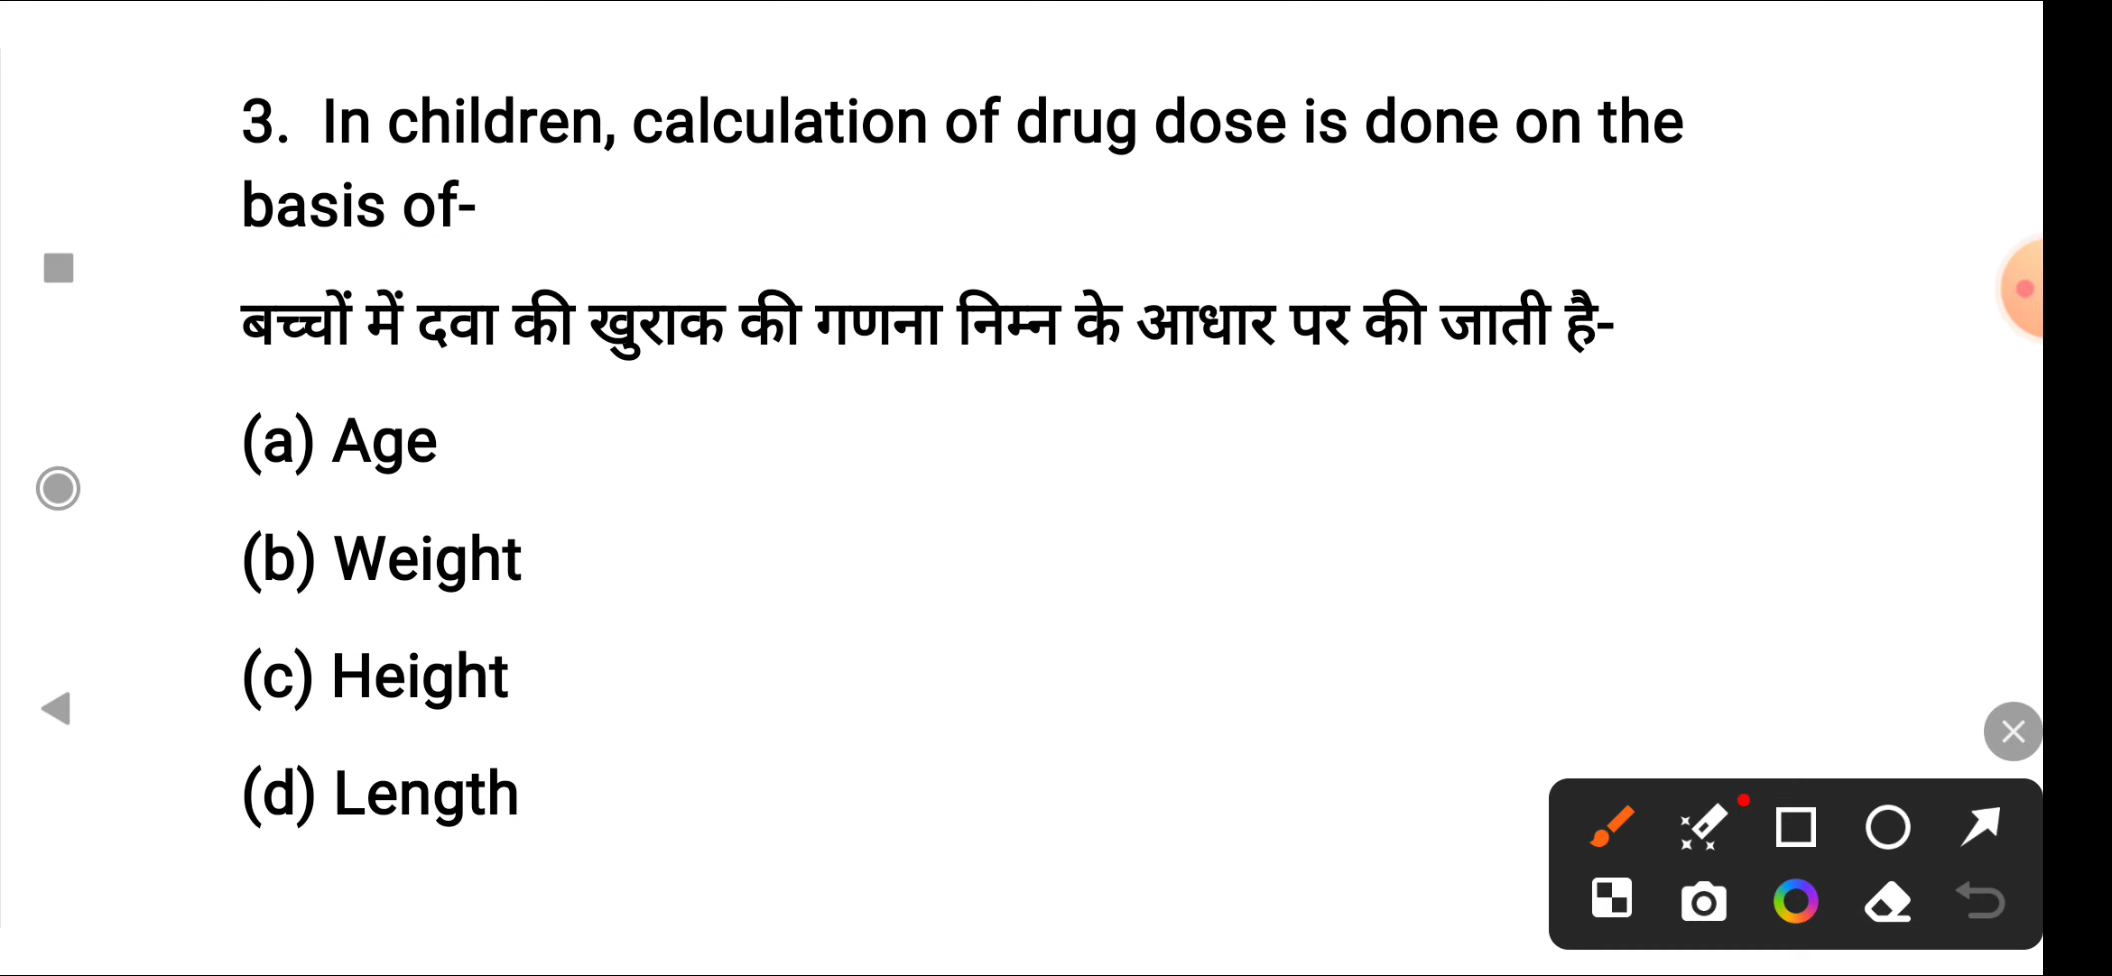 3. In children, calculation of drug dose is done on the
basis of-
बच्चों में दवा की खुराक की गणना निम्न के आधार पर की जाती है-
(a) Age
(b) Weight
(c) Height
(d) Length